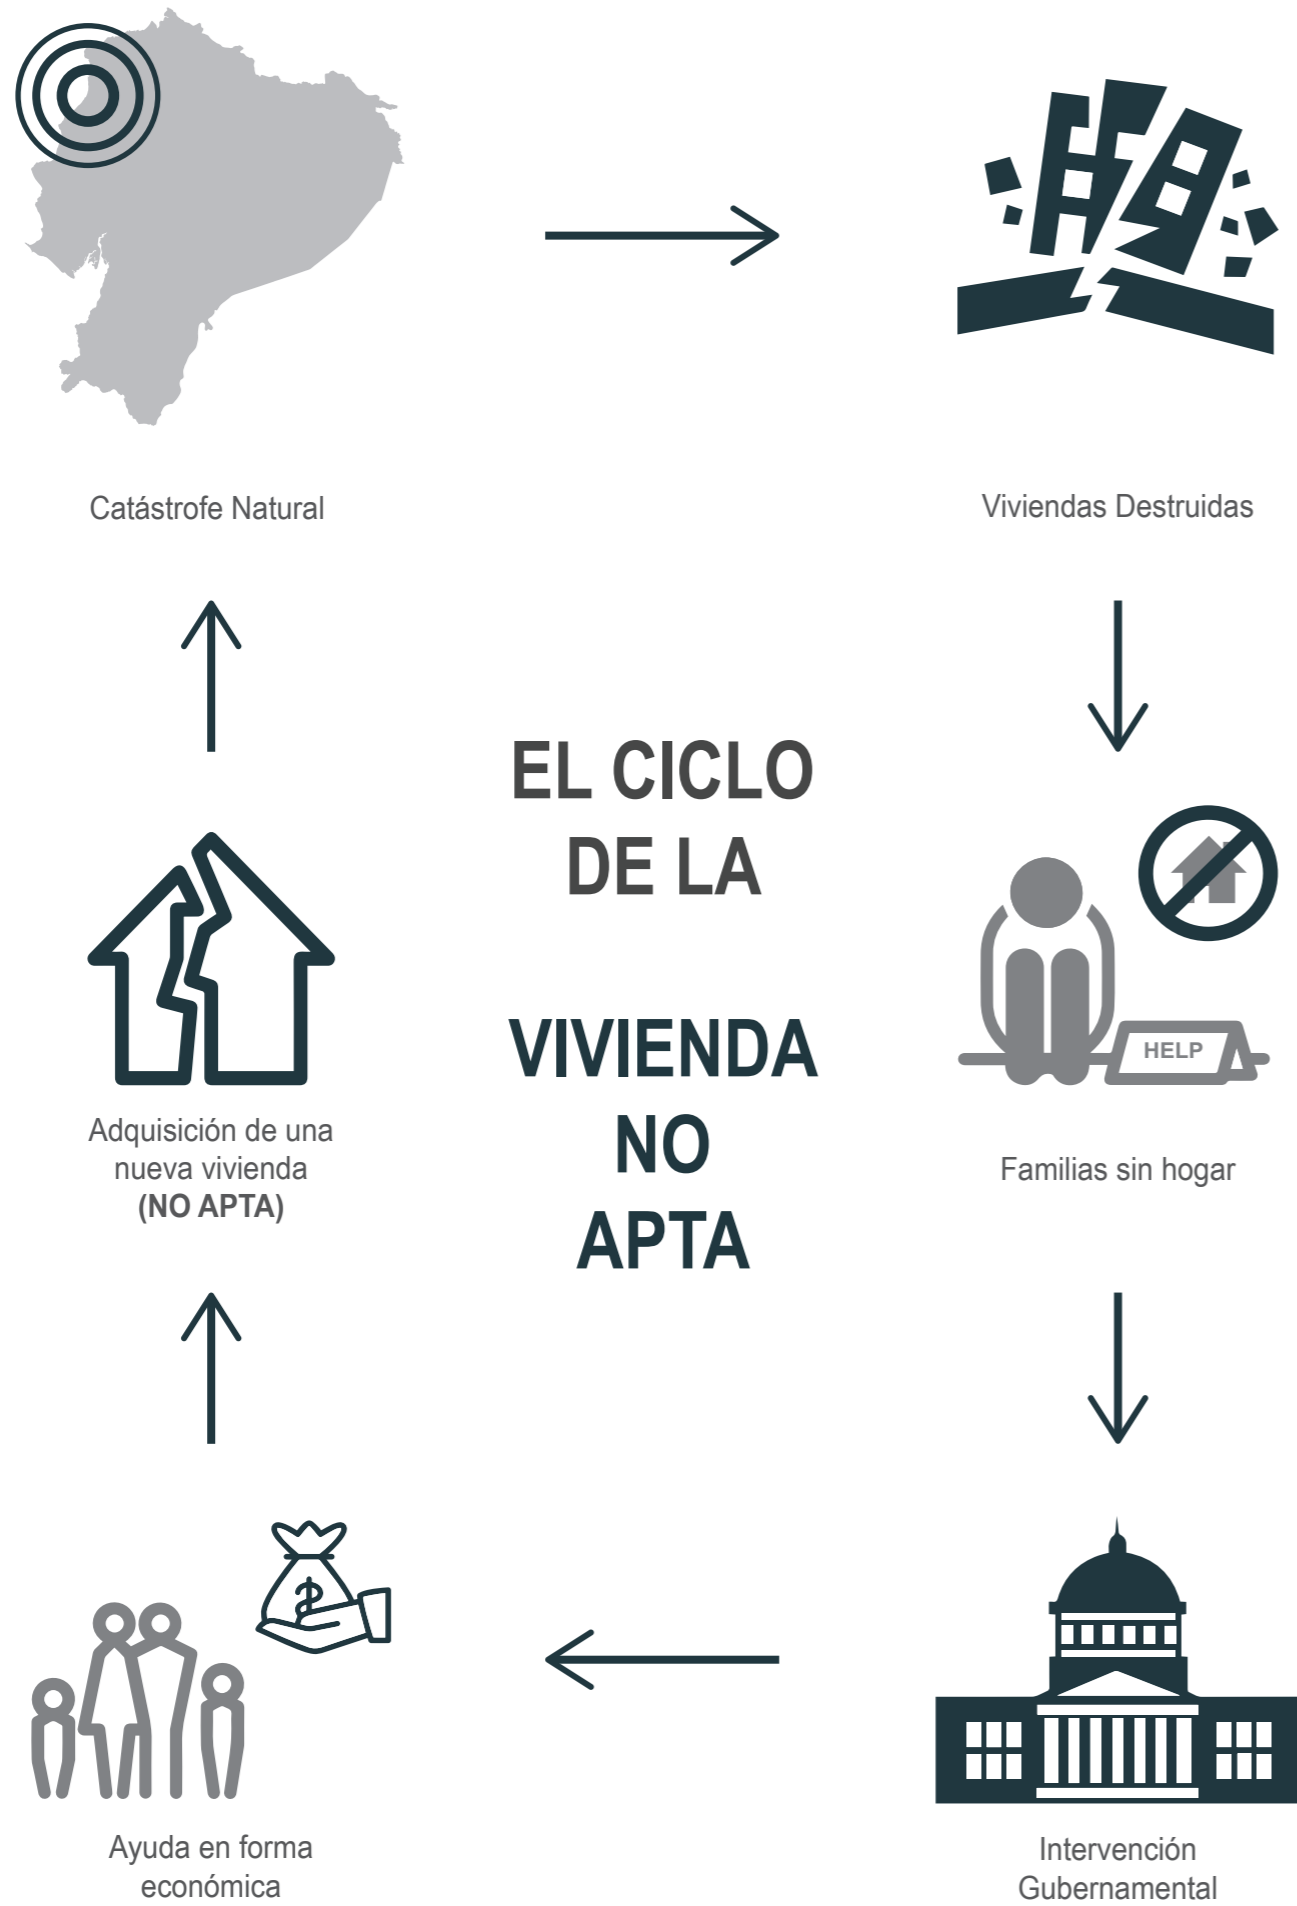 Catástrofe Natural
Viviendas Destruidas
EL CICLO
DE LA
VIVIENDA
NO
APTA
HELP
Adquisición de una
nueva vivienda
(NO APTA)
Familias sin hogar
Ayuda en forma
económica
Intervención
Gubernamental